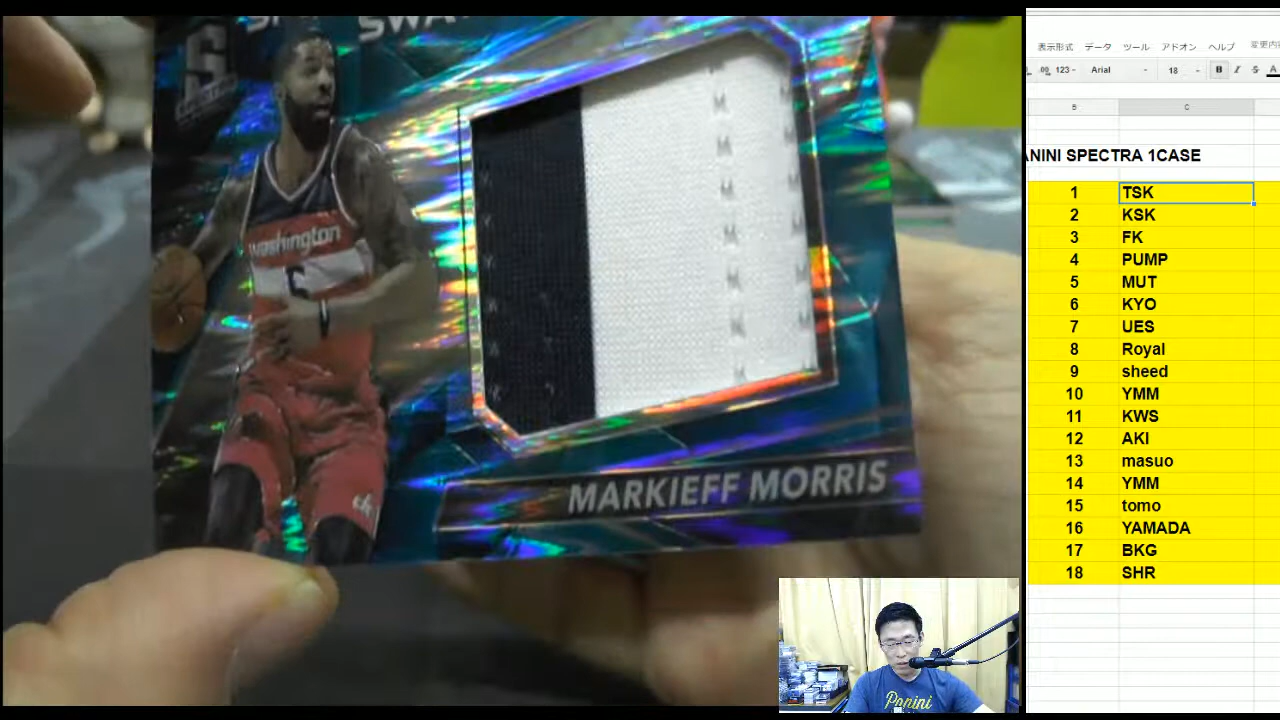 S
MARKIEFF MORRIS
washington
Panini
表示形式 データ ツール アドオン ヘルプ
.00 123 Arial 18 B I S A
B C
ANINI SPECTRA 1CASE
1 TSK
2 KSK
3 FK
4 PUMP
5 MUT
6 KYO
7 UES
8 Royal
9 sheed
10 YMM
11 KWS
12 AKI
13 masuo
14 YMM
15 tomo
16 YAMADA
17 BKG
18 SHR